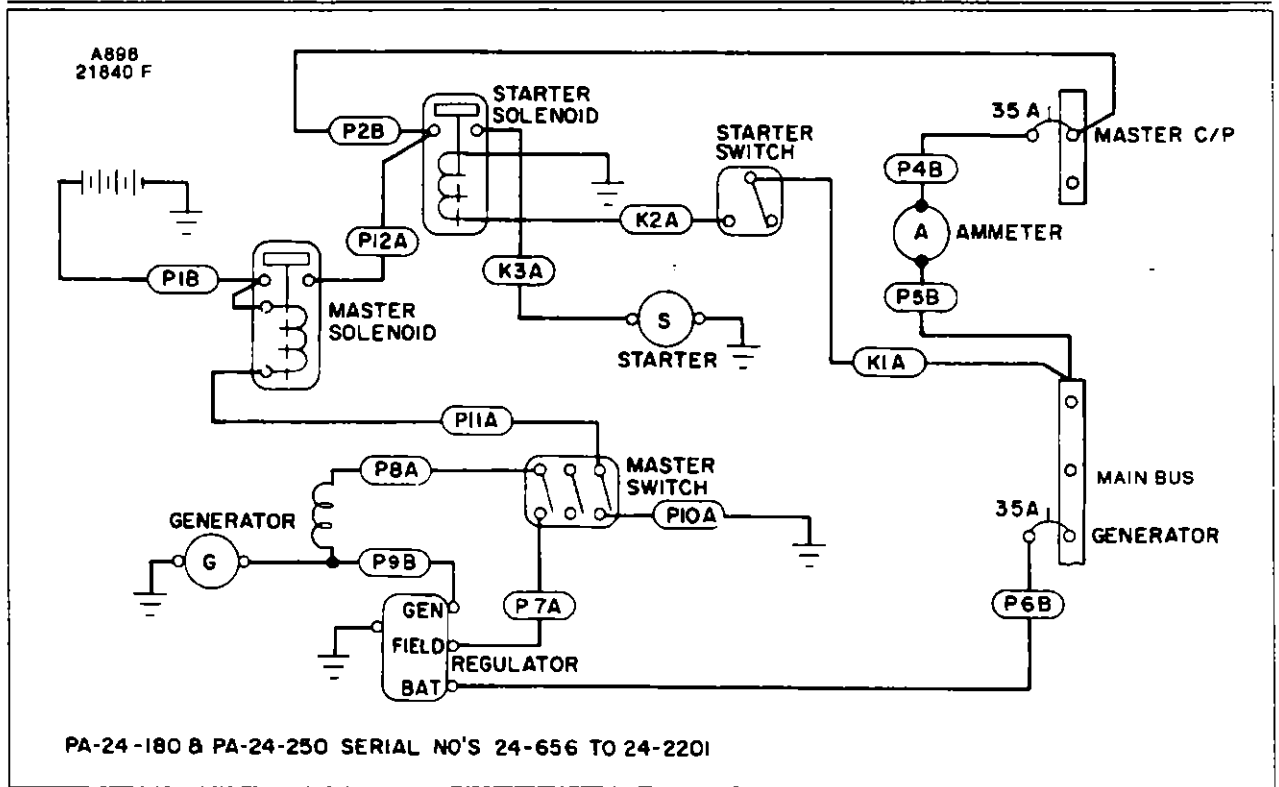 A898
21840 F
STARTER
SOLENOID
P2B
STARTER
SWITCH
35 A
MASTER C/P
P4B
K2A
P12A
A
AMMETER
P1B
K3A
P5B
MASTER
SOLENOID
S
STARTER
K1A
P11A
P8A
MASTER
SWITCH
MAIN BUS
P10A
35A
GENERATOR
GENERATOR
G
P9B
P7A
P6B
GEN
FIELD
REGULATOR
BAT
PA-24-180 & PA-24-250 SERIAL NO'S 24-656 TO 24-2201